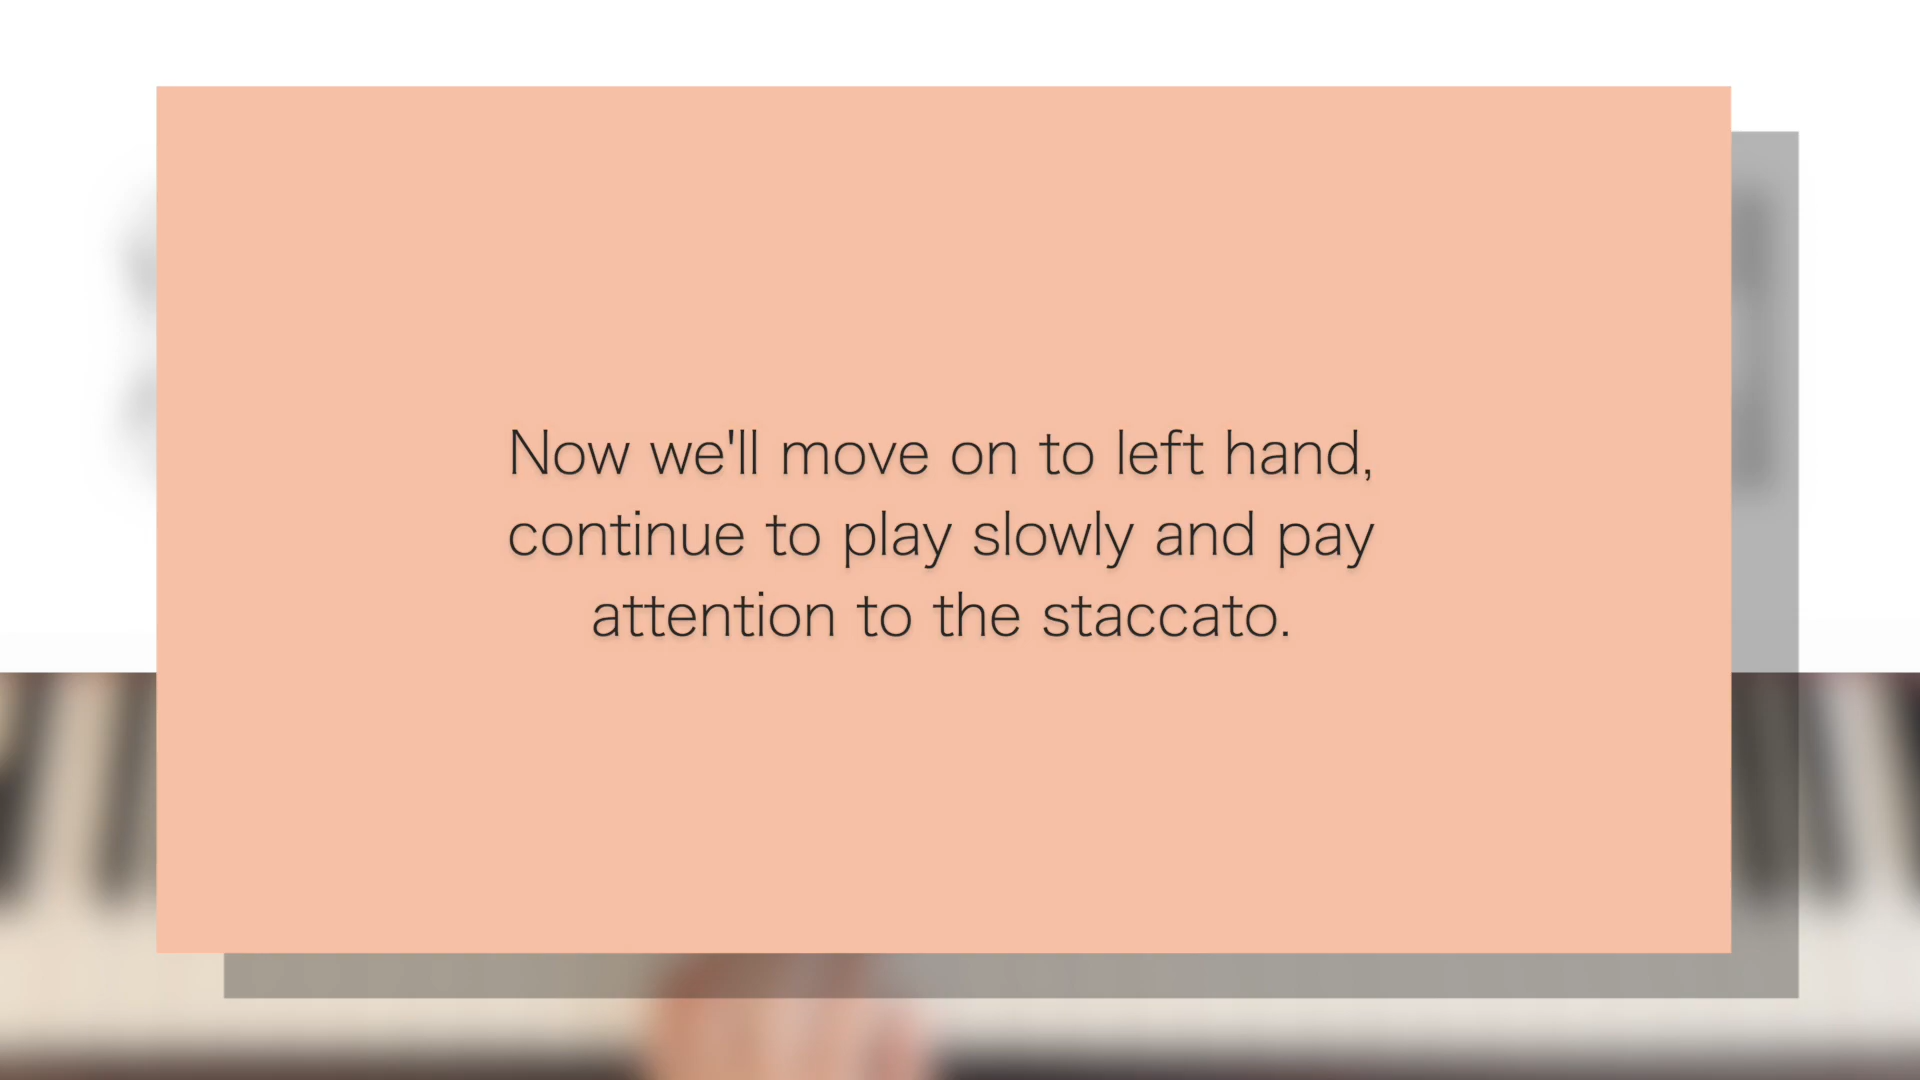 Now we'll move on to left hand,
continue to play slowly and pay
attention to the staccato.